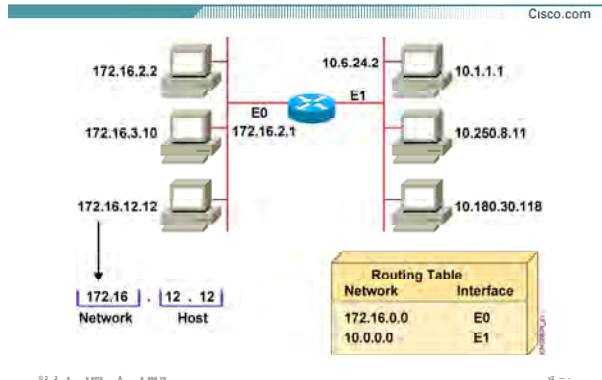 Cisco.com
172.16.2.2
10.6.24.2
10.1.1.1
E1
E0
172.16.3.10
172.16.2.1
10.250.8.11
172.16.12.12
10.180.30.118
172.16 . 12 . 12
Network Host
Routing Table
Network Interface
172.16.0.0 E0
10.0.0.0 E1